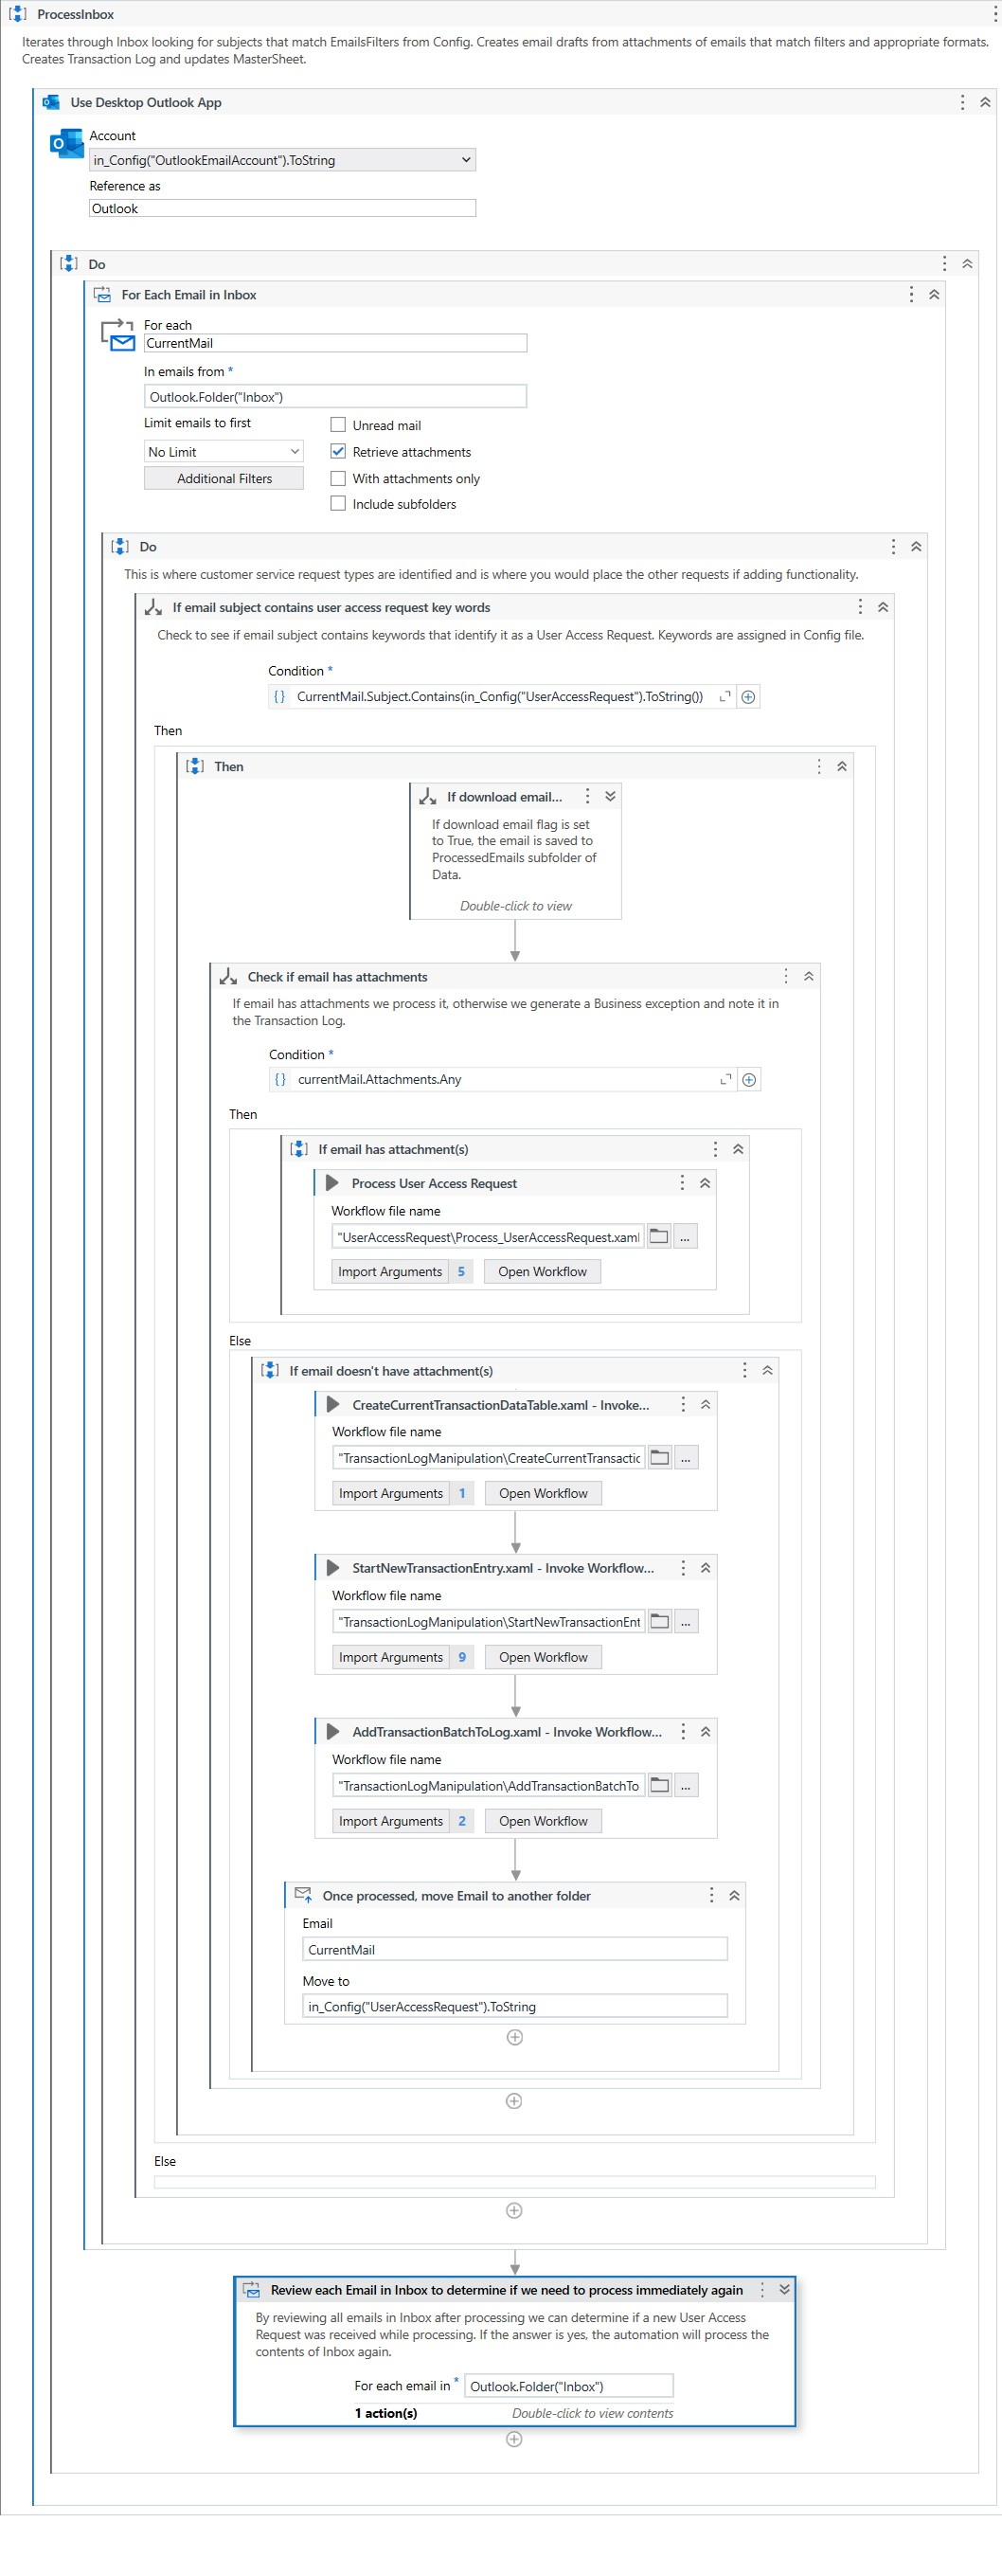 ProcessInbox
Iterates through Inbox looking for subjects that match EmailsFilters from Config. Creates email drafts from attachments of emails that match filters and appropriate formats.
Creates Transaction Log and updates MasterSheet.
Use Desktop Outlook App
Account
in_Config("OutlookEmailAccount").ToString
Reference as
Outlook
Do
For Each Email in Inbox
For each
CurrentMail
In emails from *
Outlook.Folder("Inbox")
Limit emails to first
Unread mail
No Limit
Retrieve attachments
Additional Filters
With attachments only
Include subfolders
Do
This is where customer service request types are identified and is where you would place the other requests if adding functionality.
If email subject contains user access request key words
Check to see if email subject contains keywords that identify it as a User Access Request. Keywords are assigned in Config file.
Condition *
{} CurrentMail.Subject.Contains(in_Config("UserAccessRequest").ToString())
Then
Then
If download email...
If download email flag is set
to True, the email is saved to
ProcessedEmails subfolder of
Data.
Double-click to view
Check if email has attachments
If email has attachments we process it, otherwise we generate a Business exception and note it in
the Transaction Log.
Condition *
{} currentMail.Attachments.Any
Then
If email has attachment(s)
Process User Access Request
Workflow file name
"UserAccessRequest\Process_UserAccessRequest.xaml ...
Import Arguments 5 Open Workflow
Else
If email doesn't have attachment(s)
CreateCurrentTransactionDataTable.xaml - Invoke...
Workflow file name
"TransactionLogManipulation\CreateCurrentTransactic ...
Import Arguments 1 Open Workflow
StartNewTransactionEntry.xaml - Invoke Workflow...
Workflow file name
"TransactionLogManipulation\StartNewTransactionEnt ...
Import Arguments 9 Open Workflow
AddTransactionBatchToLog.xaml - Invoke Workflow...
Workflow file name
"TransactionLogManipulation\AddTransactionBatchTo ...
Import Arguments 2 Open Workflow
Once processed, move Email to another folder
Email
CurrentMail
Move to
in_Config("UserAccessRequest").ToString
Else
Review each Email in Inbox to determine if we need to process immediately again
By reviewing all emails in Inbox after processing we can determine if a new User Access
Request was received while processing. If the answer is yes, the automation will process the
contents of Inbox again.
For each email in * Outlook.Folder("Inbox")
1 action(s) Double-click to view contents